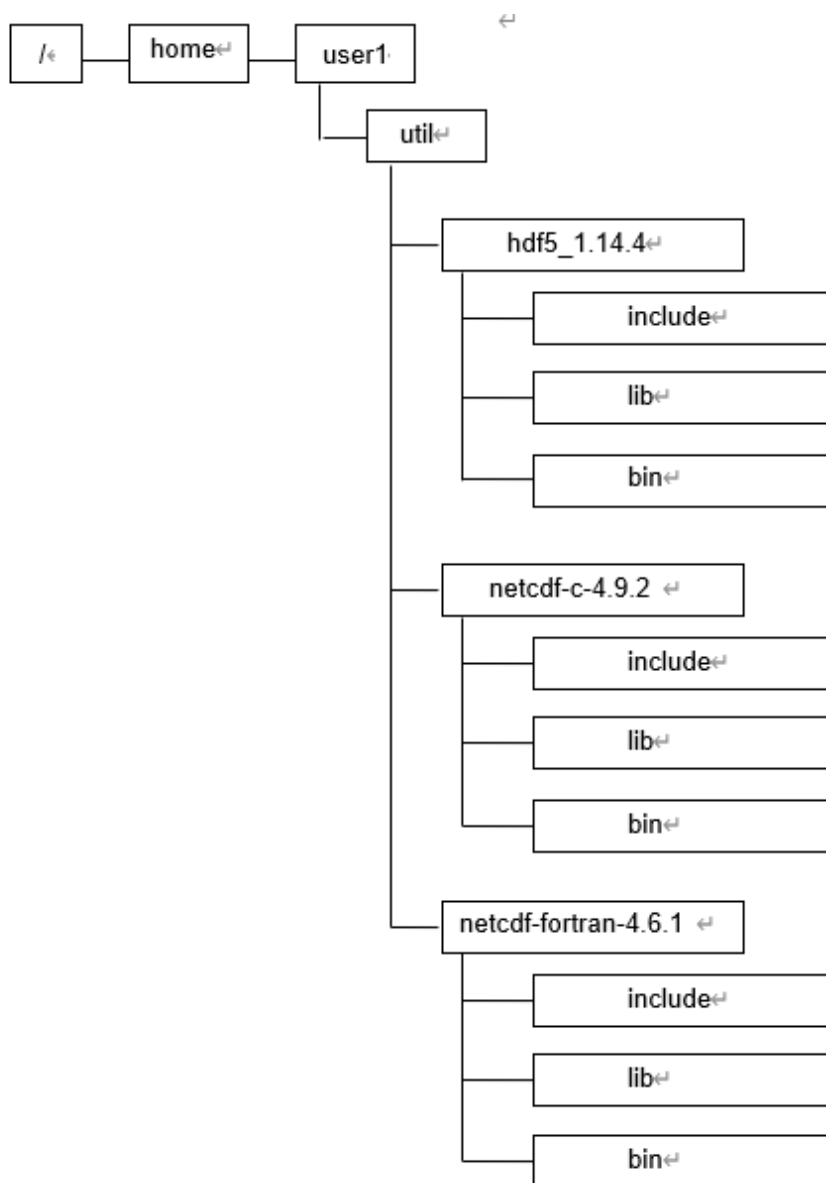 / home user1
util
hdf5_1.14.4
include
lib
bin
netcdf-c-4.9.2
include
lib
bin
netcdf-fortran-4.6.1
include
lib
bin